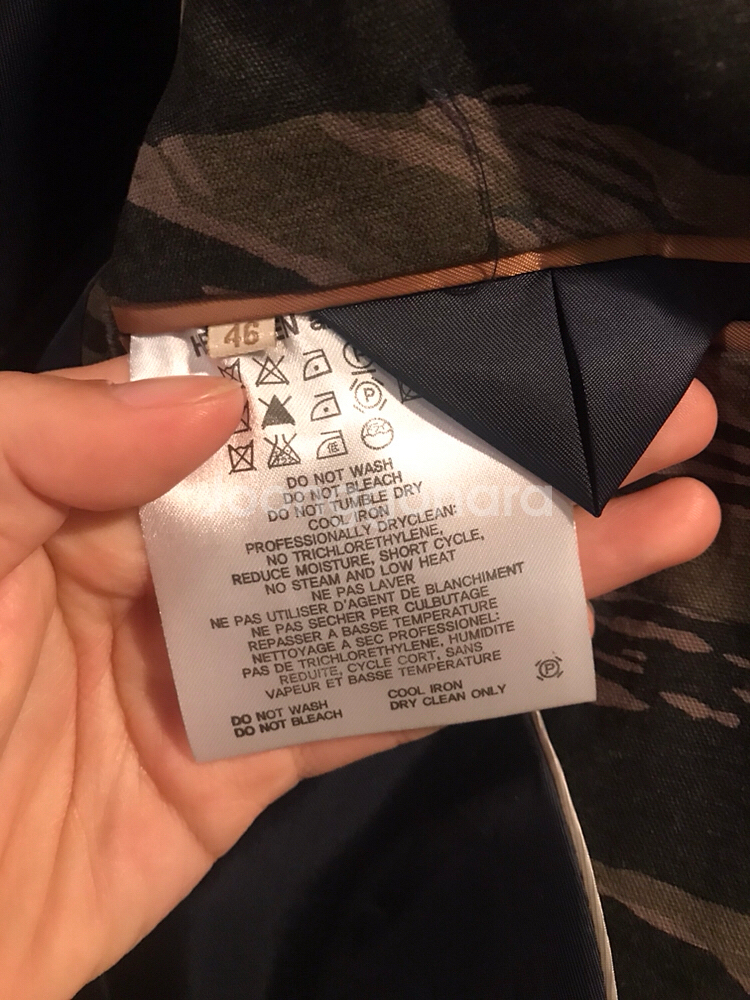 46
DO NOT WASH
DO NOT BLEACH
DO NOT TUMBLE DRY
COOL IRON
PROFESSIONALLY DRYCLEAN:
NO TRICHLORETHYLENE,
REDUCE MOISTURE, SHORT CYCLE,
NO STEAM AND LOW HEAT
NE PAS LAVER
NE PAS UTILISER D'AGENT DE BLANCHIMENT
NE PAS SECHER PER CULBUTAGE
REPASSER A BASSE TEMPERATURE
NETTOYAGE A SEC PROFESSIONEL:
PAS DE TRICHLORETHYLENE, HUMIDITE
REDUITE, CYCLE CORT, SANS
VAPEUR ET BASSE TEMPERATURE
P
DO NOT WASH COOL IRON
DO NOT BLEACH DRY CLEAN ONLY